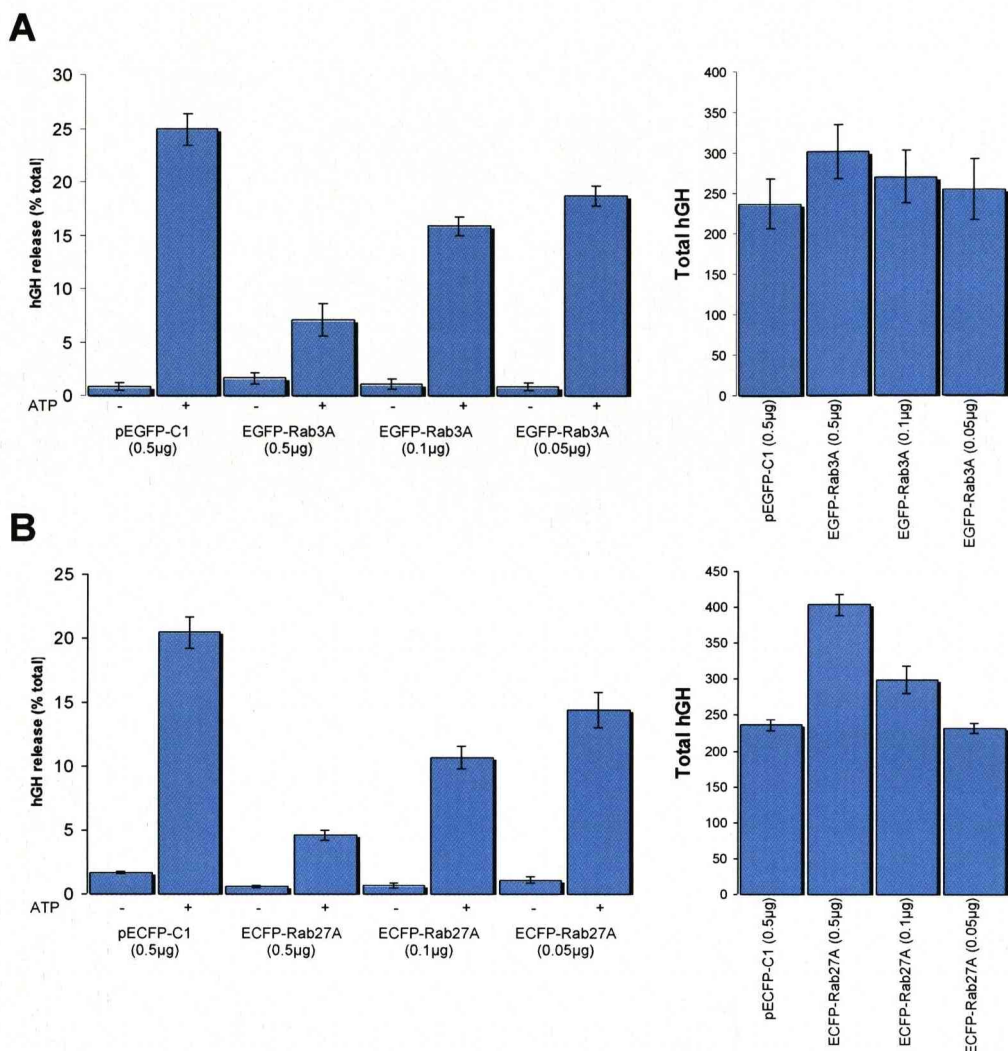 A
hGH release (% total]
30
25
20
15
10
5
0
ATP - + - + - + - +
pEGFP-C1 EGFP-Rab3A EGFP-Rab3A EGFP-Rab3A
(0.5µg) (0.5µg) (0.1µg) (0.05µg)
Total hGH
400
350
300
250
200
150
100
50
0
pEGFP-C1 (0.5µg)
EGFP-Rab3A (0.5µg)
EGFP-Rab3A (0.1µg)
EGFP-Rab3A (0.05µg)
B
hGH release (% total]
25
20
15
10
5
0
ATP - + - + - + - +
pECFP-C1 ECFP-Rab27A ECFP-Rab27A ECFP-Rab27A
(0.5µg) (0.5µg) (0.1µg) (0.05µg)
Total hGH
450
400
350
300
250
200
150
100
50
0
pECFP-C1 (0.5µg)
ECFP-Rab27A (0.5µg)
ECFP-Rab27A (0.1µg)
ECFP-Rab27A (0.05µg)